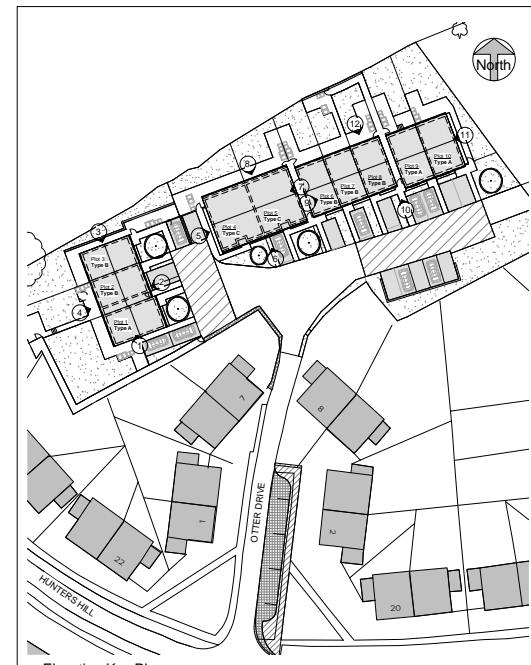 North
12
11
8
Plot 10
Type A
Plot 9
Type A
Plot 8
Type B
Plot 7
Type B
Plot 6
Type B
7
9
10
Plot 5
Type C
Plot 4
Type C
5
6
3
Plot 3
Type B
Plot 2
Type B
2
4
Plot 1
Type A
1
7
8
OTTER DRIVE
1
2
22
20
HUNTERS HILL